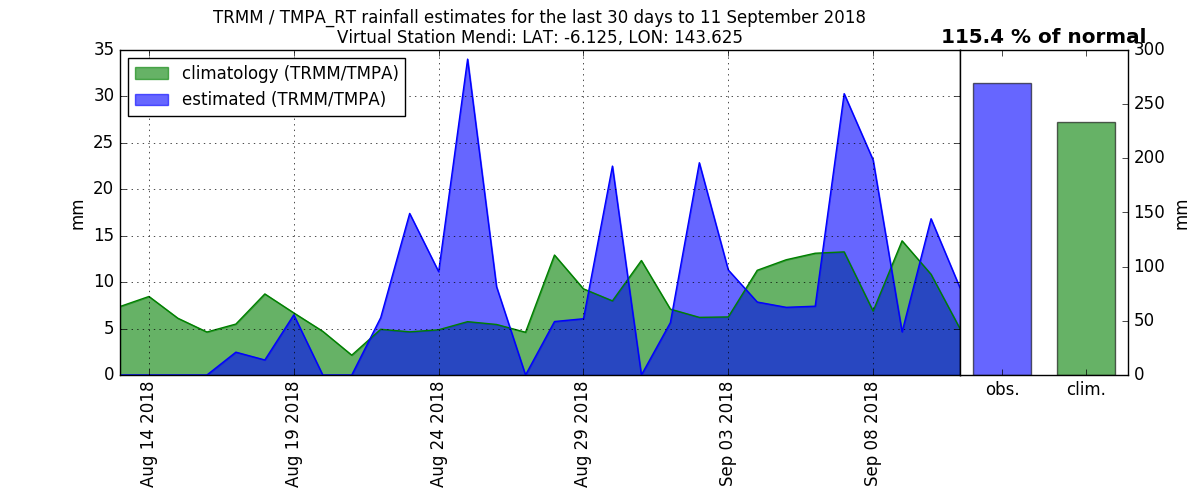 TRMM / TMPA_RT rainfall estimates for the last 30 days to 11 September 2018
Virtual Station Mendi: LAT: -6.125, LON: 143.625
115.4 % of normal
climatology (TRMM/TMPA)
estimated (TRMM/TMPA)
35
30
25
20
15
10
5
0
mm
Aug 14 2018
Aug 19 2018
Aug 24 2018
Aug 29 2018
Sep 03 2018
Sep 08 2018
300
250
200
150
100
50
0
mm
obs.
clim.